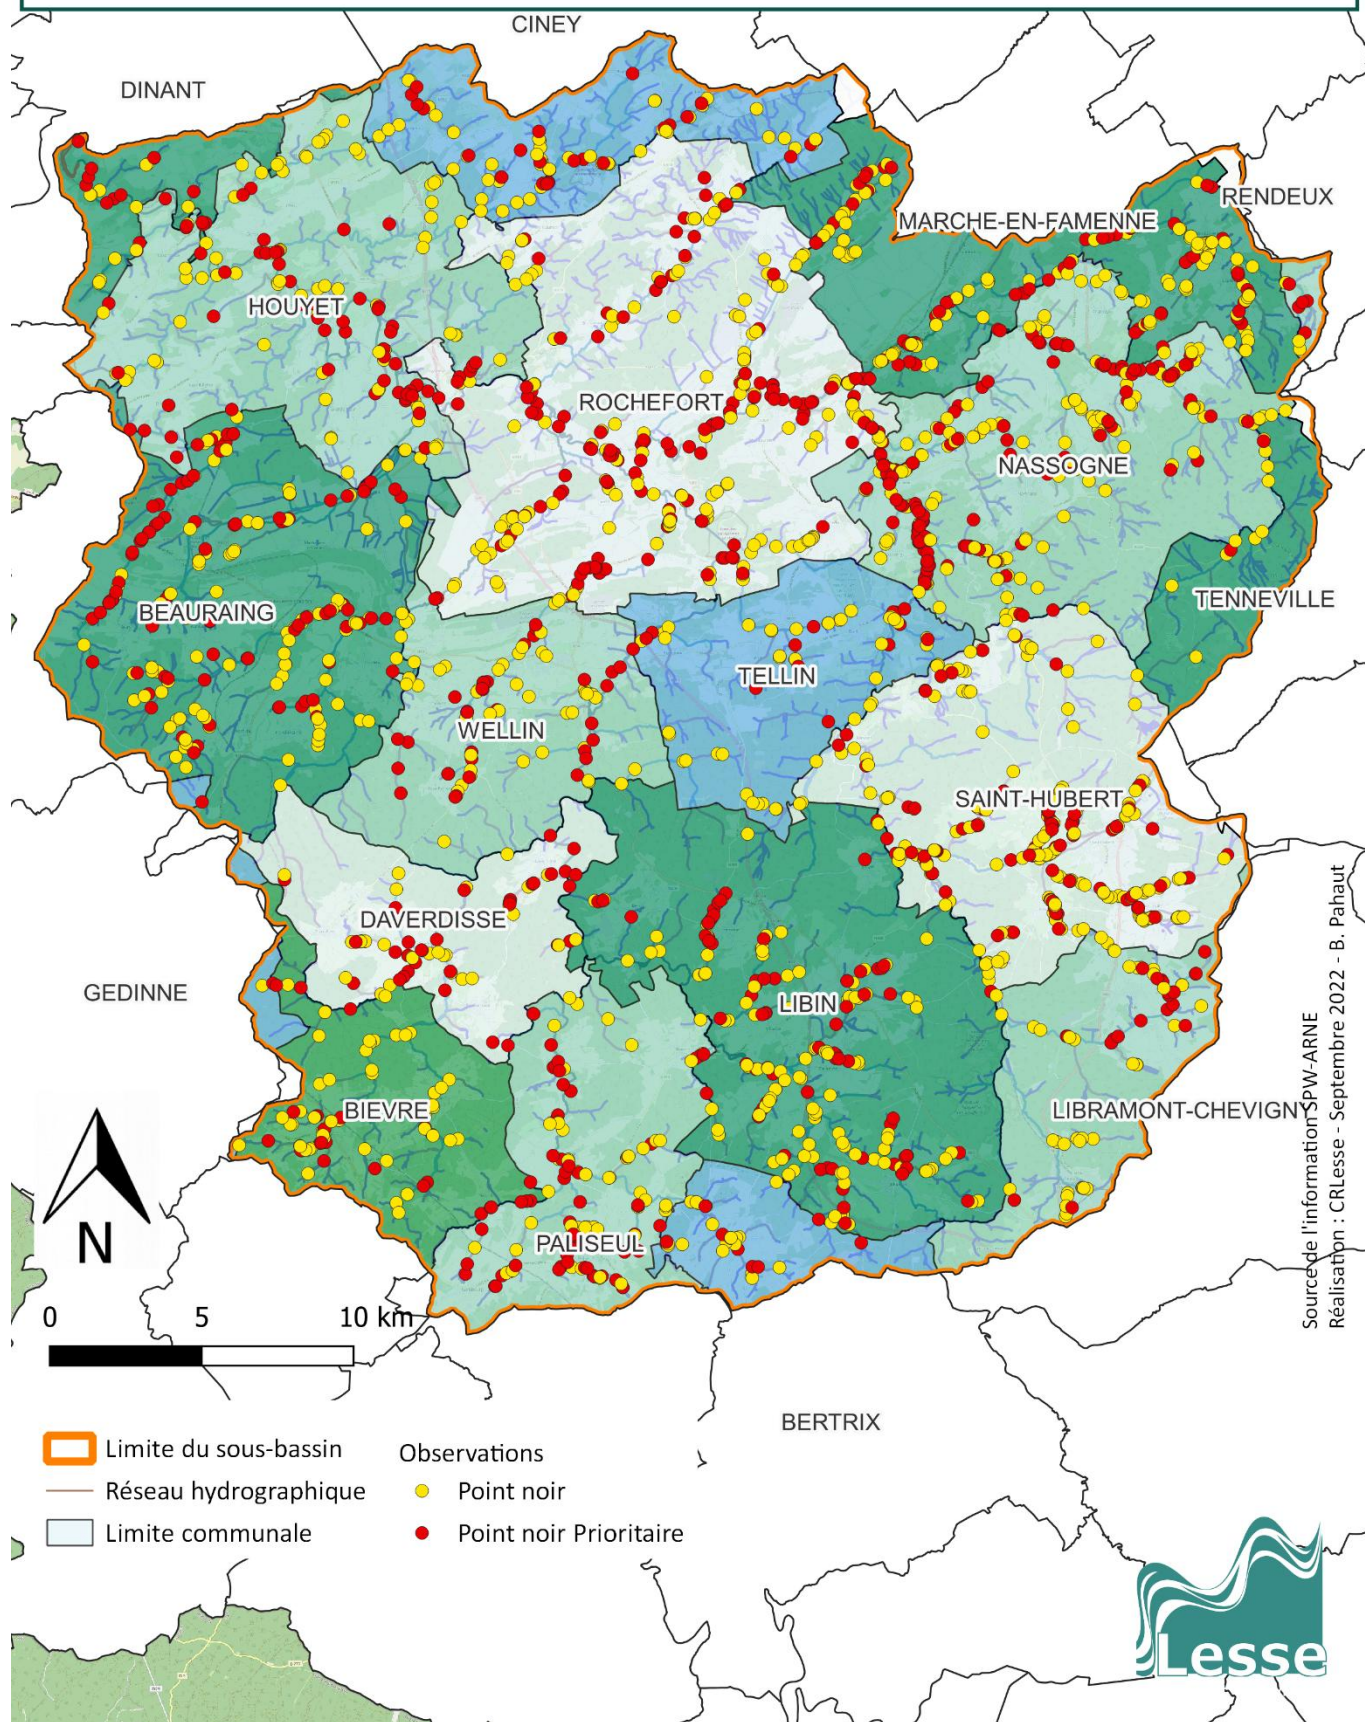 CINEY
DINANT
RENDEUX
MARCHE-EN-FAMENNE
HOUYET
ROCHEFORT
NASSOGNE
TENNEVILLE
BEAURAING
TELLIN
WELLIN
SAINT-HUBERT
DAVERDISSE
GEDINNE
LIBIN
BIEVRE
LIBRAMONT-CHEVIGNY
PALISEUL
N
0 5 10 km
BERTRIX
Source de l'information SPW-ARNE
Réalisation : CRLesse - Septembre 2022 - B. Pahaut
Limite du sous-bassin
Réseau hydrographique
Limite communale
Observations
Point noir
Point noir Prioritaire
Lesse